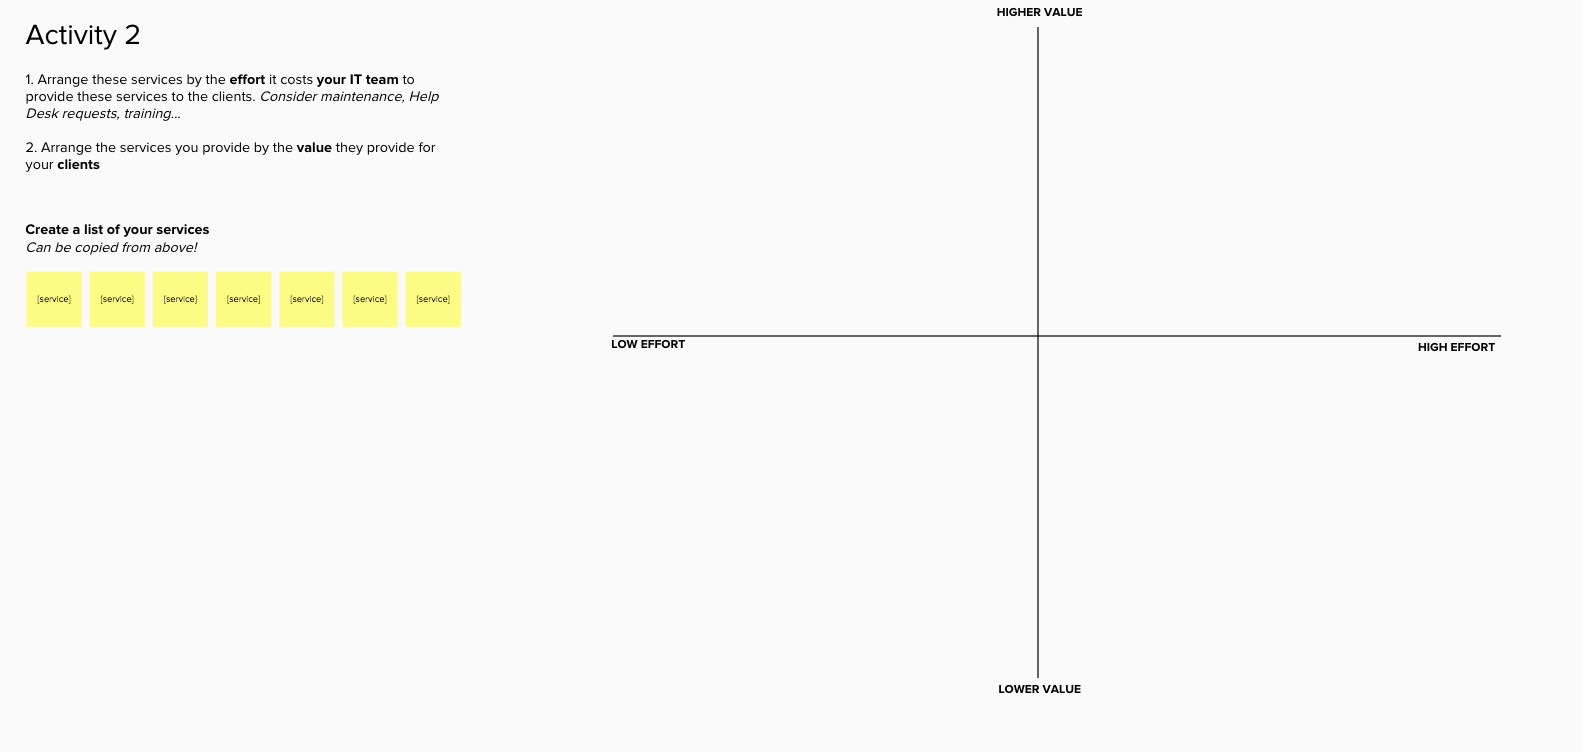 Activity 2
1. Arrange these services by the effort it costs your IT team to
provide these services to the clients. Consider maintenance, Help
Desk requests, training...
2. Arrange the services you provide by the value they provide for
your clients
Create a list of your services
Can be copied from above!
[service] [service] [service] [service] [service] [service] [service]
HIGHER VALUE
LOW EFFORT
HIGH EFFORT
LOWER VALUE